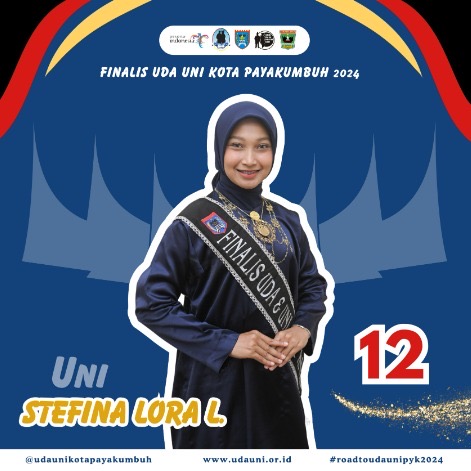 FINALIS UDA UNI KOTA PAYAKUMBUH 2024
FINALIS UDA & UNI
12
UNI
STEFINA LORA L.
@udaunikotapayakumbuh www.udauni.or.id #roadtoudaunipyk2024